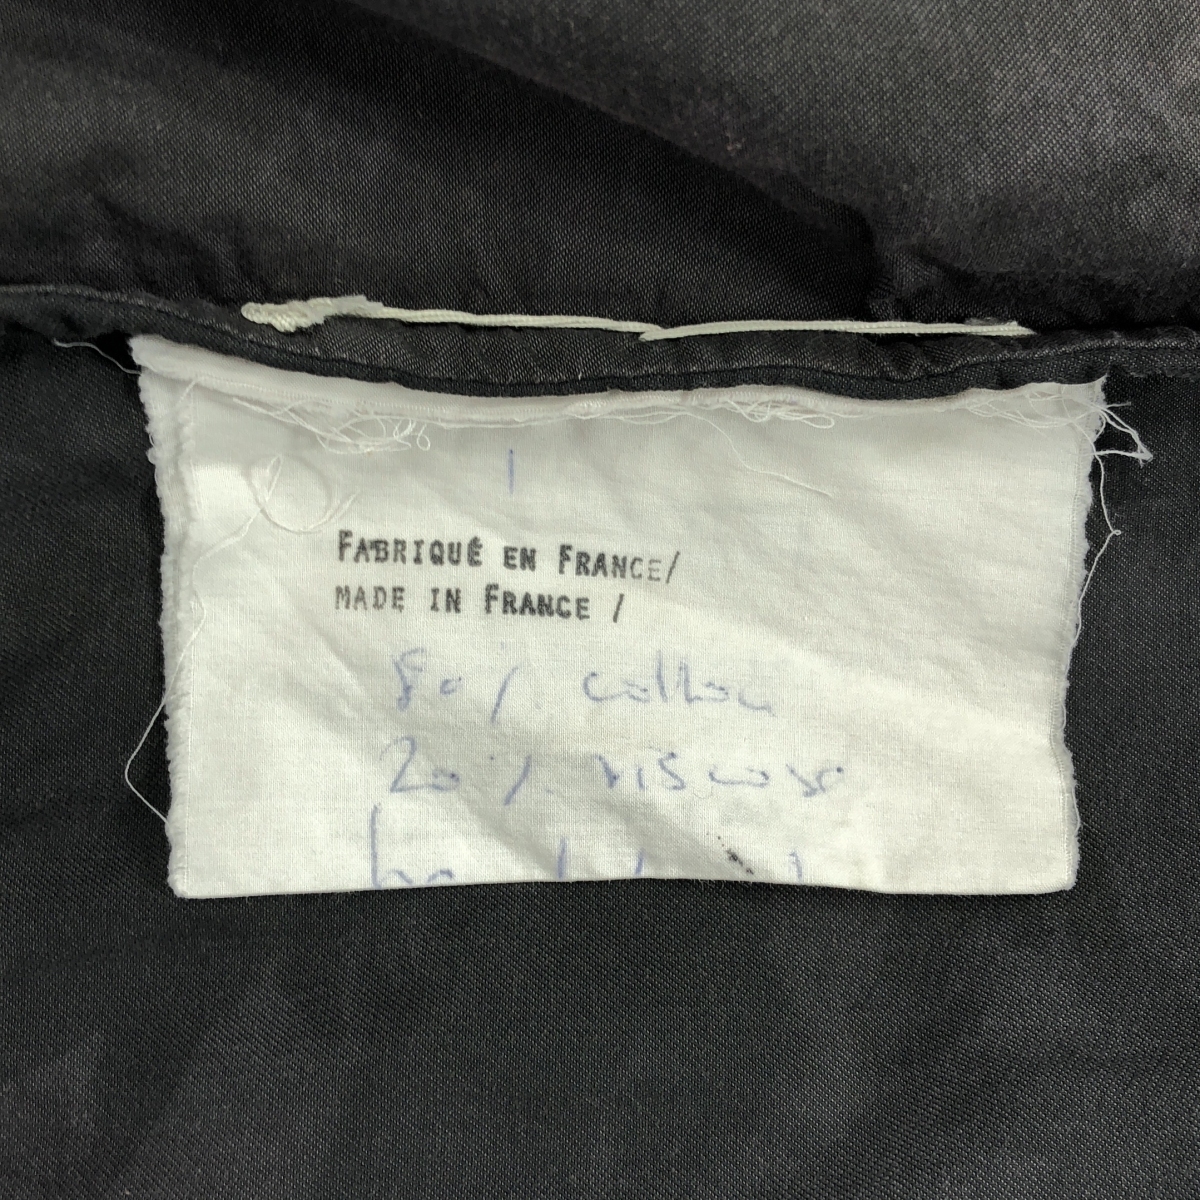 1
FABRIQUÉ EN FRANCE/
MADE IN FRANCE /
80 % cotton
20 % viscose